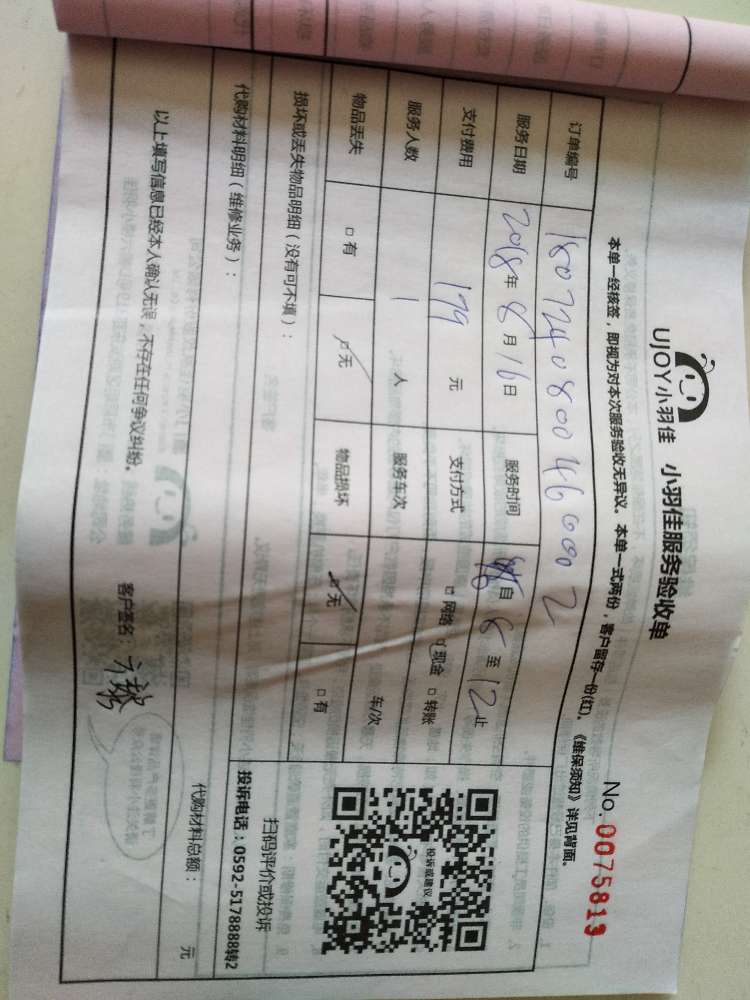 UJOY小羽佳 小羽佳服务验收单
No. 0075819
本单一经核签，即视为对本次服务验收无异议。本单一式两份，客户留存一份(红)。《维保须知》详见背面。
订单编号 180724080046000 2
服务日期 2018年 8月 16日 服务时间 自 8 至 12 止
支付费用 179 元 支付方式 □ 网络 ☑ 现金 □ 转账
服务人数 1 人 服务车次 车/次
物品丢失 □ 有 ☑ 无 物品损坏 ☑ 无 □ 有
损坏或丢失物品明细（没有可不填）：
投诉或建议
扫码评价或投诉
投诉电话：0592-5178888转2
代购材料明细（维修业务）：
代购材料总额： 元
以上填写信息已经本人确认无误，不存在任何争议纠纷。 客户签名：